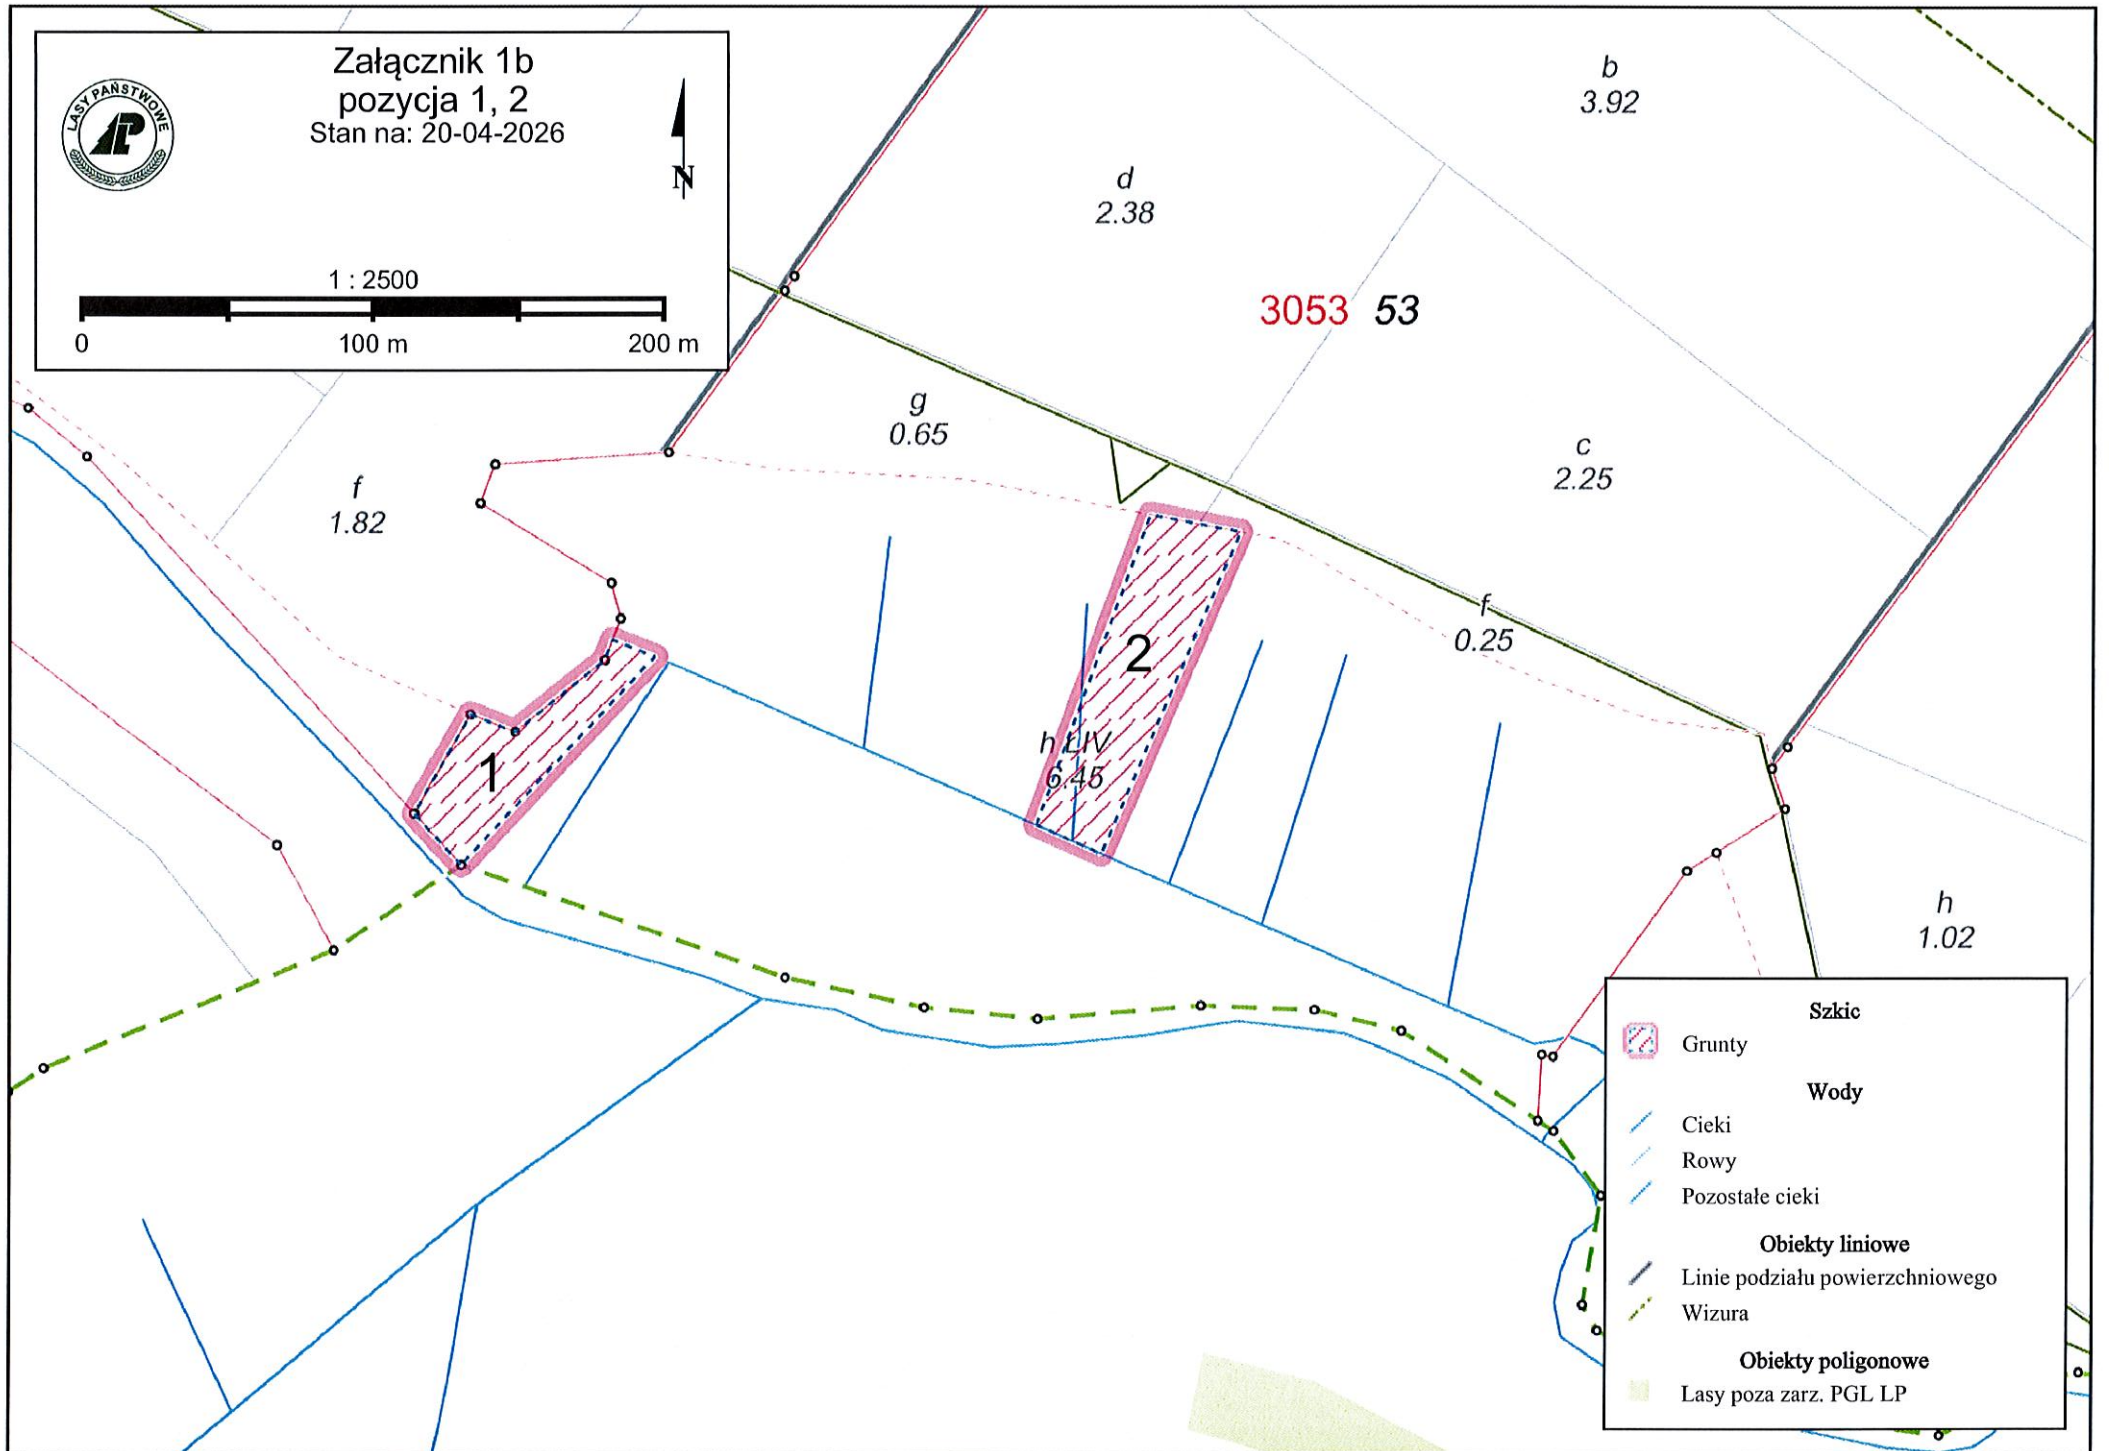 Załącznik 1b
pozycja 1, 2
Stan na: 20-04-2026
LASY PAŃSTWOWE
N
1 : 2500
0 100 m 200 m
b
3.92
d
2.38
3053 53
g
0.65
c
2.25
f
1.82
f
0.25
2
1
h ŁIV
6.45
h
1.02
Szkic
Grunty
Wody
Cieki
Rowy
Pozostałe cieki
Obiekty liniowe
Linie podziału powierzchniowego
Wizura
Obiekty poligonowe
Lasy poza zarz. PGL LP